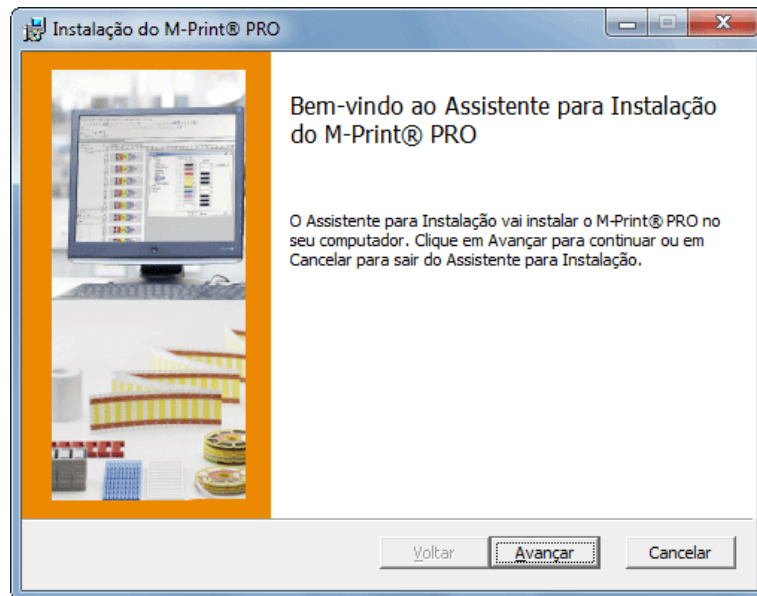 Instalação do M-Print® PRO
Bem-vindo ao Assistente para Instalação
do M-Print® PRO
O Assistente para Instalação vai instalar o M-Print® PRO no
seu computador. Clique em Avançar para continuar ou em
Cancelar para sair do Assistente para Instalação.
Voltar
Avançar
Cancelar